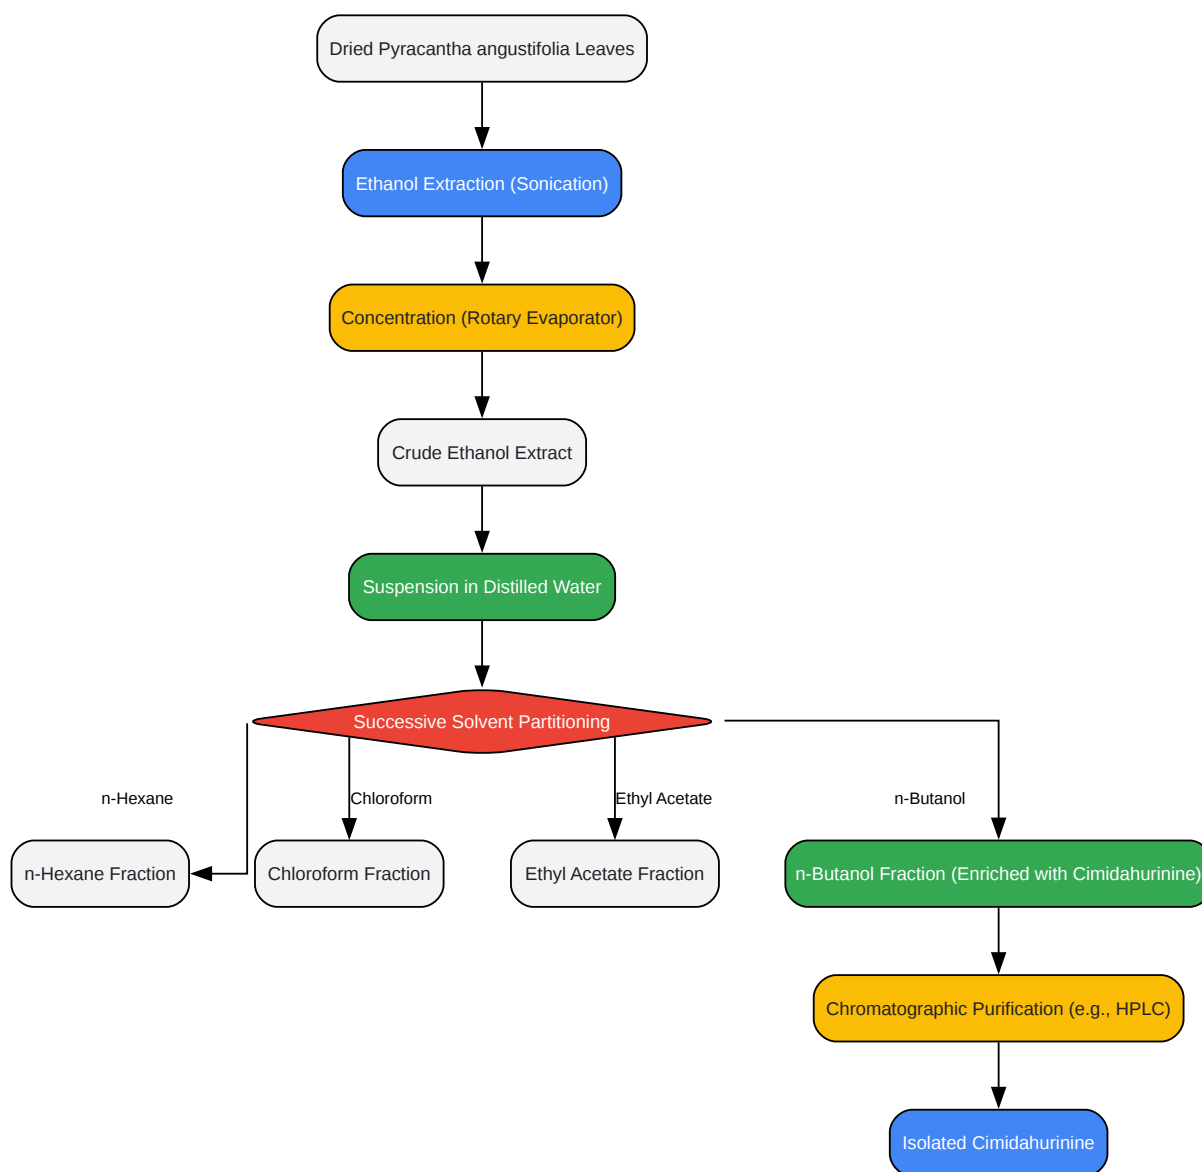 Dried Pyracantha angustifolia Leaves
Ethanol Extraction (Sonication)
Concentration (Rotary Evaporator)
Crude Ethanol Extract
Suspension in Distilled Water
Successive Solvent Partitioning
n-Hexane
Chloroform
Ethyl Acetate
n-Butanol
n-Hexane Fraction
Chloroform Fraction
Ethyl Acetate Fraction
n-Butanol Fraction (Enriched with Cimidahurinine)
Chromatographic Purification (e.g., HPLC)
Isolated Cimidahurinine